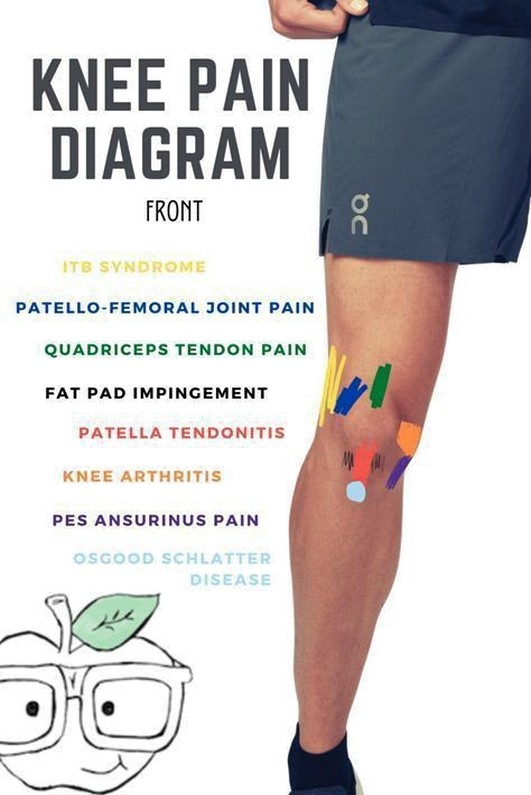 KNEE PAIN
DIAGRAM
FRONT
ITB SYNDROME
PATELLO-FEMORAL JOINT PAIN
QUADRICEPS TENDON PAIN
FAT PAD IMPINGEMENT
PATELLA TENDONITIS
KNEE ARTHRITIS
PES ANSURINUS PAIN
OSGOOD SCHLATTER
DISEASE